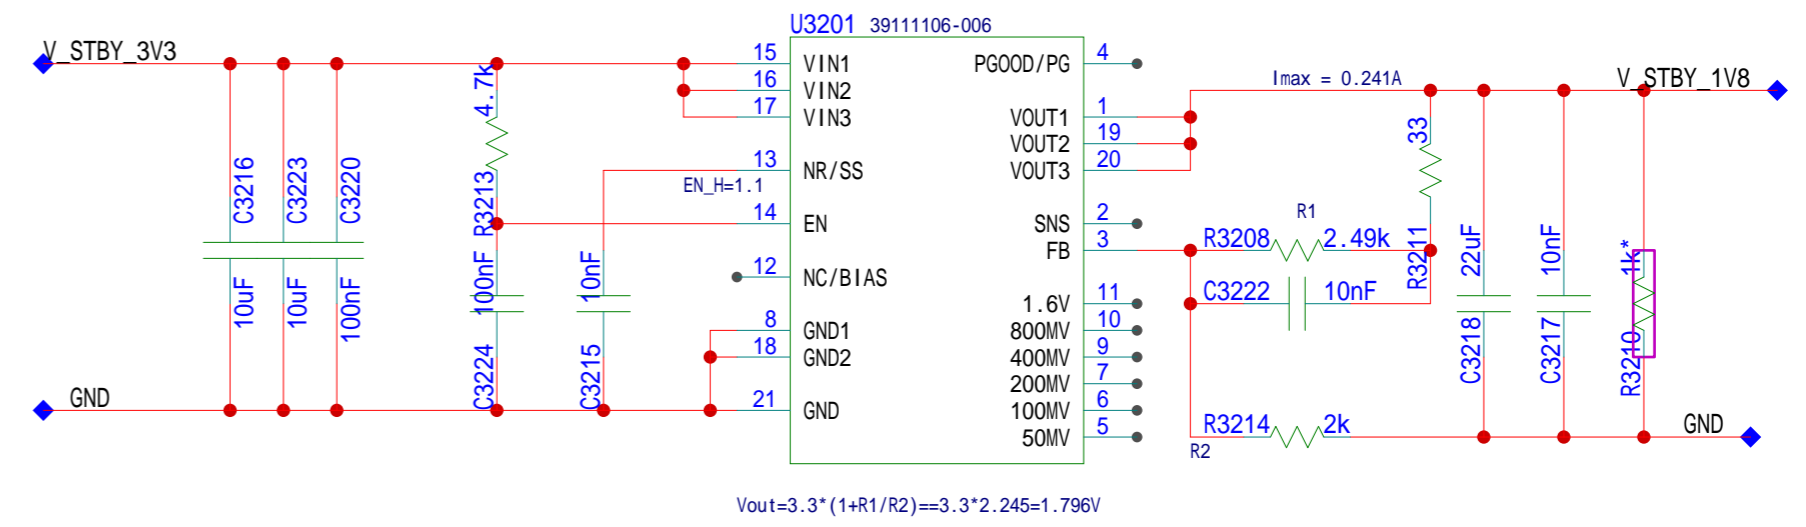 U3201 39111106-006
V_STBY_3V3
15 VIN1
16 VIN2
17 VIN3
13 NR/SS
EN_H=1.1
14 EN
12 NC/BIAS
8 GND1
18 GND2
21 GND
PGOOD/PG 4
VOUT1 1
VOUT2 19
VOUT3 20
SNS 2
FB 3
1.6V 11
800MV 10
400MV 9
200MV 7
100MV 6
50MV 5
C3216 10uF
C3223 10uF
C3220 100nF
4.7k R3213
100nF C3224
10nF C3215
GND
Imax = 0.241A
V_STBY_1V8
33 R3211
R1
R3208 2.49k
C3222 10nF
22uF C3218
10nF C3217
1k* R3210
R3214 2k
R2
GND
Vout=3.3*(1+R1/R2)==3.3*2.245=1.796V